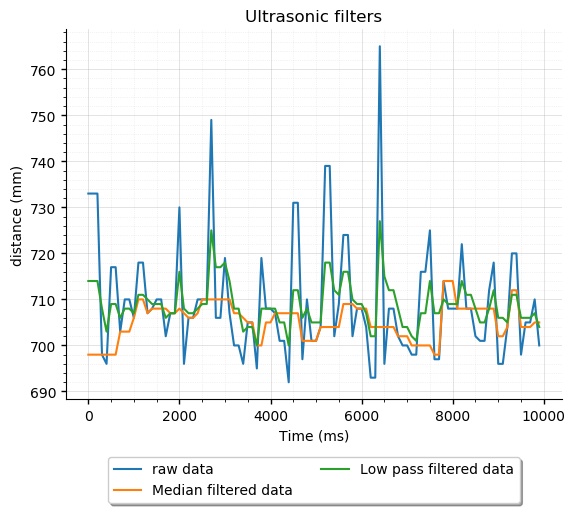 Ultrasonic filters
760
750
740
730
720
710
700
690
distance (mm)
0 2000 4000 6000 8000 10000
Time (ms)
raw data
Median filtered data
Low pass filtered data